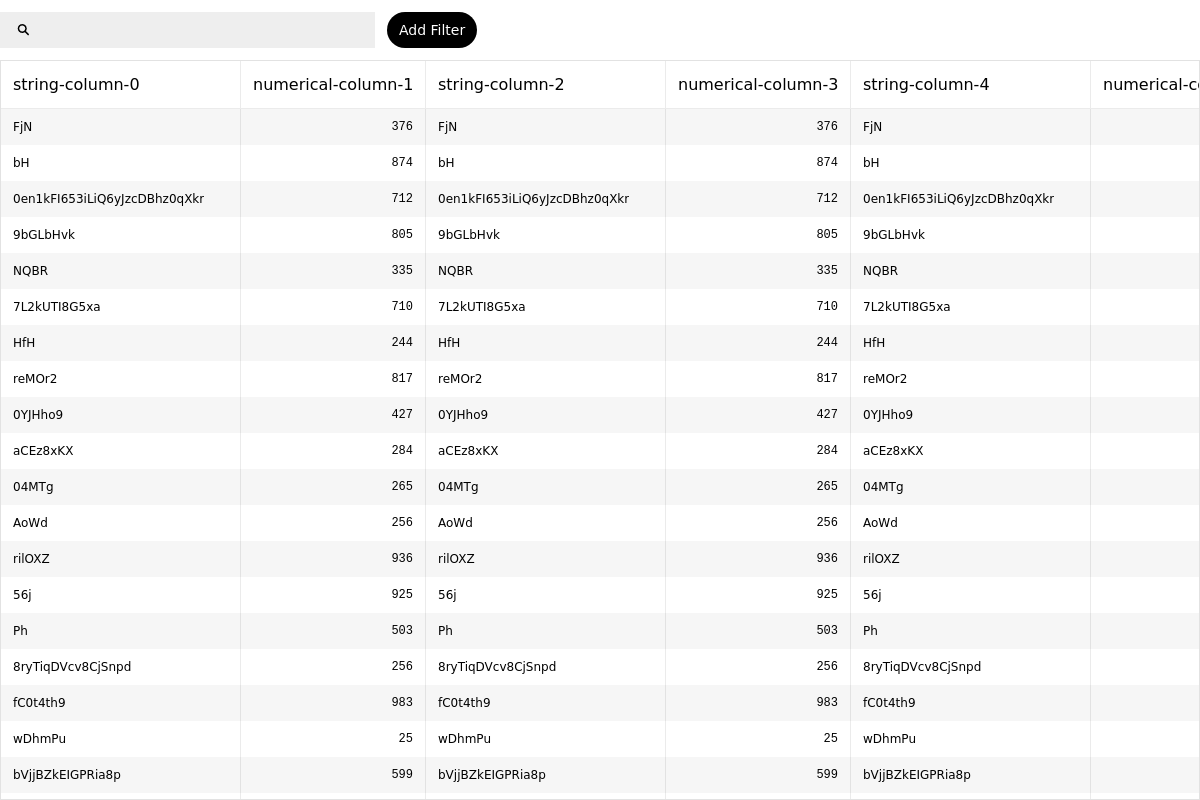 Add Filter
string-column-0 numerical-column-1 string-column-2 numerical-column-3 string-column-4 numerical-c
FjN 376 FjN 376 FjN
bH 874 bH 874 bH
0en1kFI653iLiQ6yJzcDBhz0qXkr 712 0en1kFI653iLiQ6yJzcDBhz0qXkr 712 0en1kFI653iLiQ6yJzcDBhz0qXkr
9bGLbHvk 805 9bGLbHvk 805 9bGLbHvk
NQBR 335 NQBR 335 NQBR
7L2kUTI8G5xa 710 7L2kUTI8G5xa 710 7L2kUTI8G5xa
HfH 244 HfH 244 HfH
reMOr2 817 reMOr2 817 reMOr2
0YJHho9 427 0YJHho9 427 0YJHho9
aCEz8xKX 284 aCEz8xKX 284 aCEz8xKX
04MTg 265 04MTg 265 04MTg
AoWd 256 AoWd 256 AoWd
rilOXZ 936 rilOXZ 936 rilOXZ
56j 925 56j 925 56j
Ph 503 Ph 503 Ph
8ryTiqDVcv8CjSnpd 256 8ryTiqDVcv8CjSnpd 256 8ryTiqDVcv8CjSnpd
fC0t4th9 983 fC0t4th9 983 fC0t4th9
wDhmPu 25 wDhmPu 25 wDhmPu
bVjjBZkEIGPRia8p 599 bVjjBZkEIGPRia8p 599 bVjjBZkEIGPRia8p